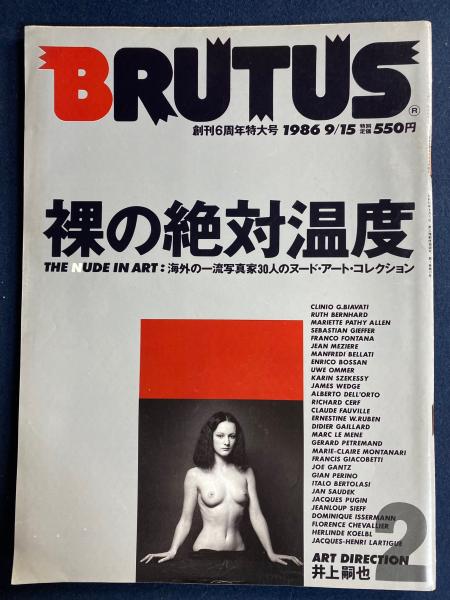 BRUTUS®
創刊6周年特大号 1986 9/15 特別定価 550円
裸の絶対温度
THE NUDE IN ART：海外の一流写真家30人のヌード・アート・コレクション
CLINIO G.BIAVATI
RUTH BERNHARD
MARIETTE PATHY ALLEN
SEBASTIAN GIEFFER
FRANCO FONTANA
JEAN MEZIERE
MANFREDI BELLATI
ENRICO BOSSAN
UWE OMMER
KARIN SZEKESSY
JAMES WEDGE
ALBERTO DELL'ORTO
RICHARD CERF
CLAUDE FAUVILLE
ERNESTINE W.RUBEN
DIDIER GAILLARD
MARC LE MENE
GERARD PETREMAND
MARIE-CLAIRE MONTANARI
FRANCIS GIACOBETTI
JOE GANTZ
GIAN PERINO
ITALO BERTOLASI
JAN SAUDEK
JACQUES PUGIN
JEANLOUP SIEFF
DOMINIQUE ISSERMANN
FLORENCE CHEVALLIER
HERLINDE KOELBL
JACQUES-HENRI LARTIGUE
2
ART DIRECTION
井上嗣也